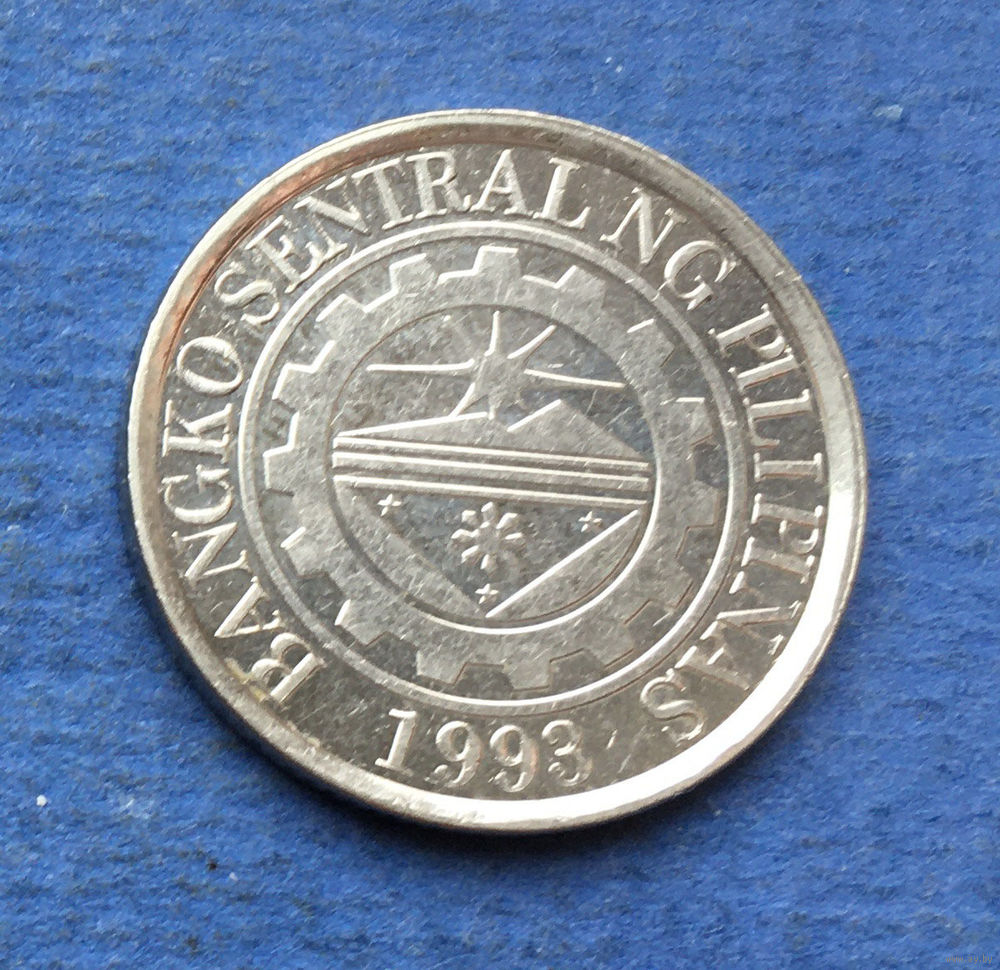 BANGKO SENTRAL NG PILIPINAS
1993